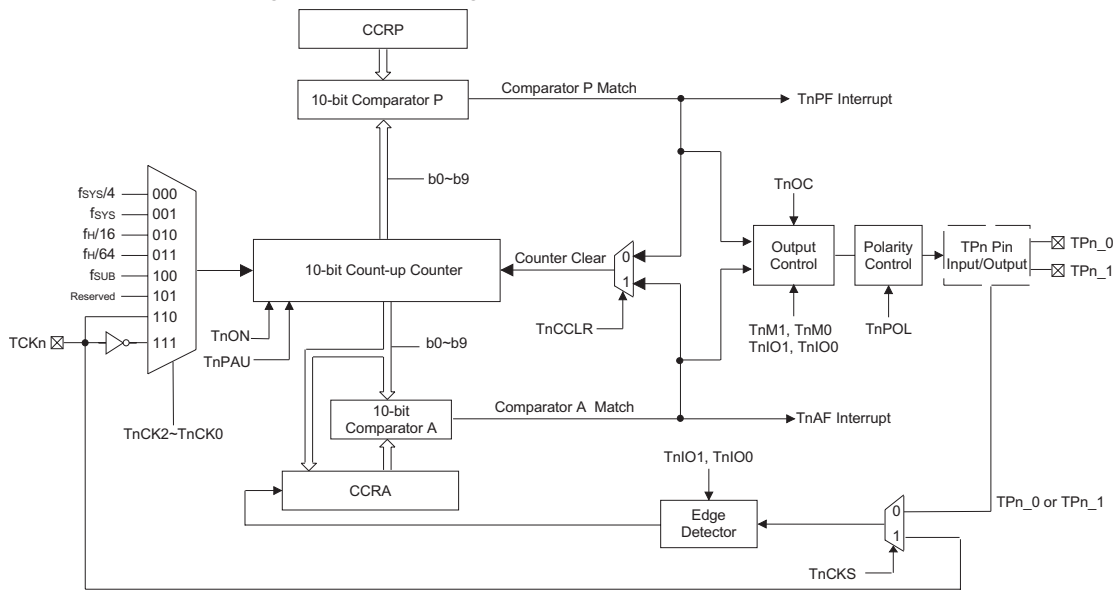 CCRP
10-bit Comparator P
Comparator P Match
TnPF Interrupt
b0~b9
TnOC
fSYS/4
000
fSYS
001
fH/16
010
fH/64
011
fSUB
100
Reserved
101
110
TCKn
111
10-bit Count-up Counter
Counter Clear
0
1
Output
Control
Polarity
Control
TPn Pin
Input/Output
TPn_0
TPn_1
TnON
TnPAU
b0~b9
TnCCLR
TnM1, TnM0
TnIO1, TnIO0
TnPOL
TnCK2~TnCK0
10-bit
Comparator A
Comparator A Match
TnAF Interrupt
CCRA
TnIO1, TnIO0
Edge
Detector
0
1
TPn_0 or TPn_1
TnCKS